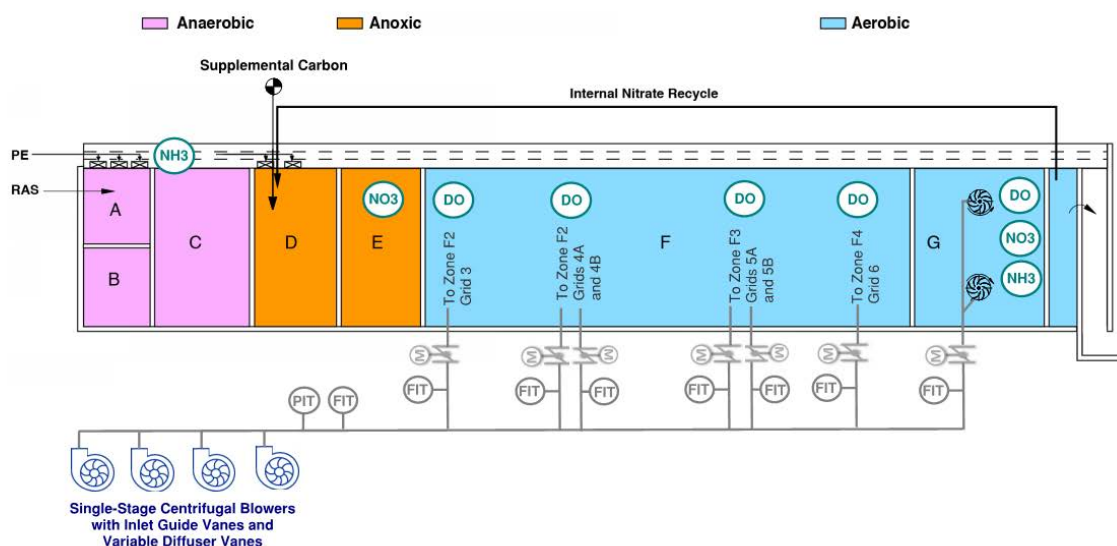 Anaerobic
Anoxic
Aerobic
Supplemental Carbon
Internal Nitrate Recycle
PE
NH3
RAS
A
B
C
D
E
NO3
DO
DO
F
DO
DO
G
DO
NO3
NH3
To Zone F2
Grid 3
To Zone F2
Grids 4A
and 4B
To Zone F3
Grids 5A
and 5B
To Zone F4
Grid 6
M
M
M
M
M
M
M
PIT
FIT
FIT
FIT
FIT
FIT
FIT
FIT
FIT
Single-Stage Centrifugal Blowers
with Inlet Guide Vanes and
Variable Diffuser Vanes